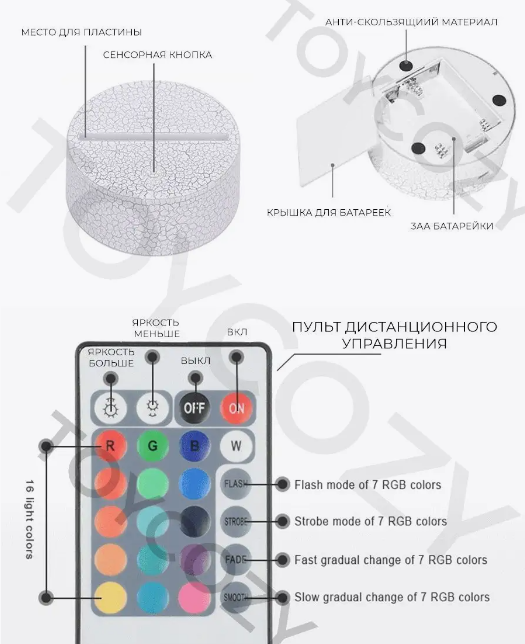 АНТИ-СКОЛЬЗЯЩИЙ МАТЕРИАЛ
МЕСТО ДЛЯ ПЛАСТИНЫ
СЕНСОРНАЯ КНОПКА
КРЫШКА ДЛЯ БАТАРЕЕК
3АА БАТАРЕЙКИ
TOYCOZY
TOYCOZY
ЯРКОСТЬ
МЕНЬШЕ
ВКЛ
ПУЛЬТ ДИСТАНЦИОННОГО
УПРАВЛЕНИЯ
ЯРКОСТЬ
БОЛЬШЕ
ВЫКЛ
OFF
ON
R
G
B
W
16 light colors
FLASH
Flash mode of 7 RGB colors
STROBE
Strobe mode of 7 RGB colors
FADE
Fast gradual change of 7 RGB colors
SMOOTH
Slow gradual change of 7 RGB colors
TOYCOZY